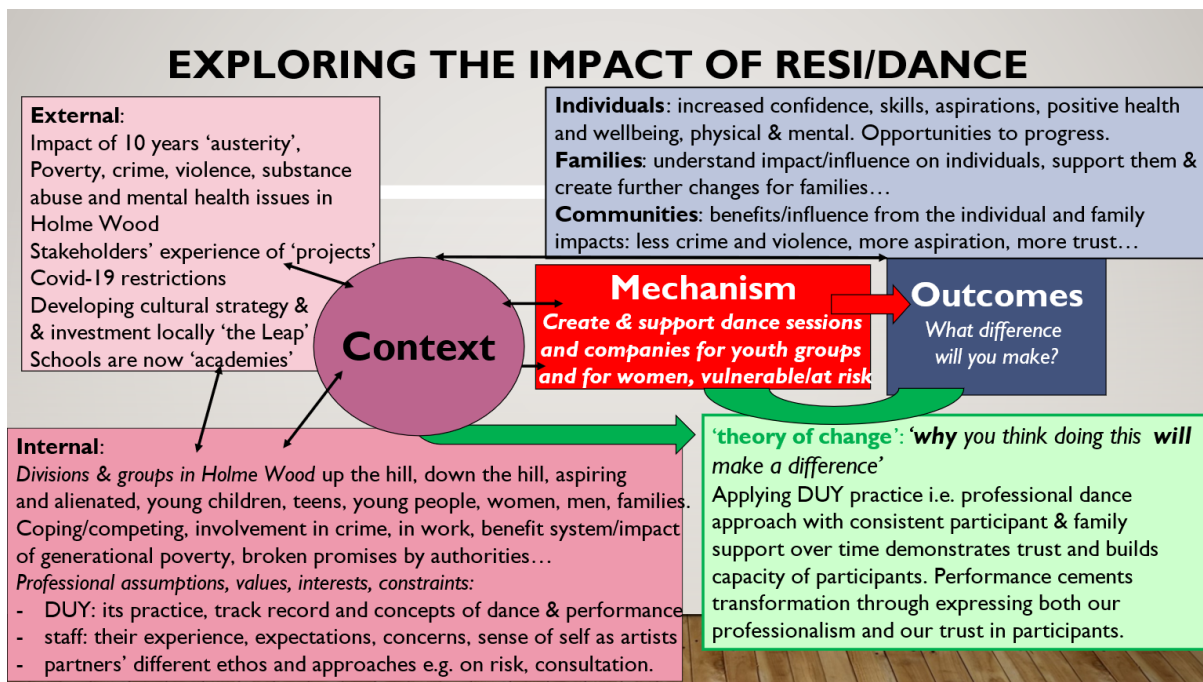 EXPLORING THE IMPACT OF RESI/DANCE
External:
Impact of 10 years ‘austerity’,
Poverty, crime, violence, substance
abuse and mental health issues in
Holme Wood
Stakeholders’ experience of ‘projects’
Covid-19 restrictions
Developing cultural strategy &
& investment locally ‘the Leap’
Schools are now ‘academies’
Individuals: increased confidence, skills, aspirations, positive health
and wellbeing, physical & mental. Opportunities to progress.
Families: understand impact/influence on individuals, support them &
create further changes for families…
Communities: benefits/influence from the individual and family
impacts: less crime and violence, more aspiration, more trust…
Context
Mechanism
Create & support dance sessions
and companies for youth groups
and for women, vulnerable/at risk
Outcomes
What difference
will you make?
Internal:
Divisions & groups in Holme Wood up the hill, down the hill, aspiring
and alienated, young children, teens, young people, women, men, families.
Coping/competing, involvement in crime, in work, benefit system/impact
of generational poverty, broken promises by authorities…
Professional assumptions, values, interests, constraints:
- DUY: its practice, track record and concepts of dance & performance
- staff: their experience, expectations, concerns, sense of self as artists
- partners’ different ethos and approaches e.g. on risk, consultation.
‘theory of change’: ‘why you think doing this will
make a difference’
Applying DUY practice i.e. professional dance
approach with consistent participant & family
support over time demonstrates trust and builds
capacity of participants. Performance cements
transformation through expressing both our
professionalism and our trust in participants.